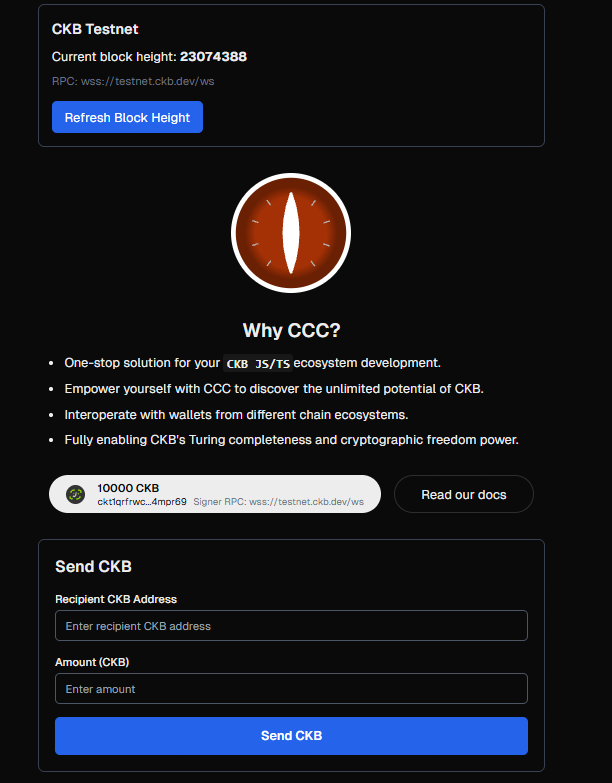 CKB Testnet
Current block height: 23074388
RPC: wss://testnet.ckb.dev/ws
Refresh Block Height
Why CCC?
• One-stop solution for your CKB JS/TS ecosystem development.
• Empower yourself with CCC to discover the unlimited potential of CKB.
• Interoperate with wallets from different chain ecosystems.
• Fully enabling CKB's Turing completeness and cryptographic freedom power.
10000 CKB
ckt1qrfrwc...4mpr69 Signer RPC: wss://testnet.ckb.dev/ws
Read our docs
Send CKB
Recipient CKB Address
Enter recipient CKB address
Amount (CKB)
Enter amount
Send CKB